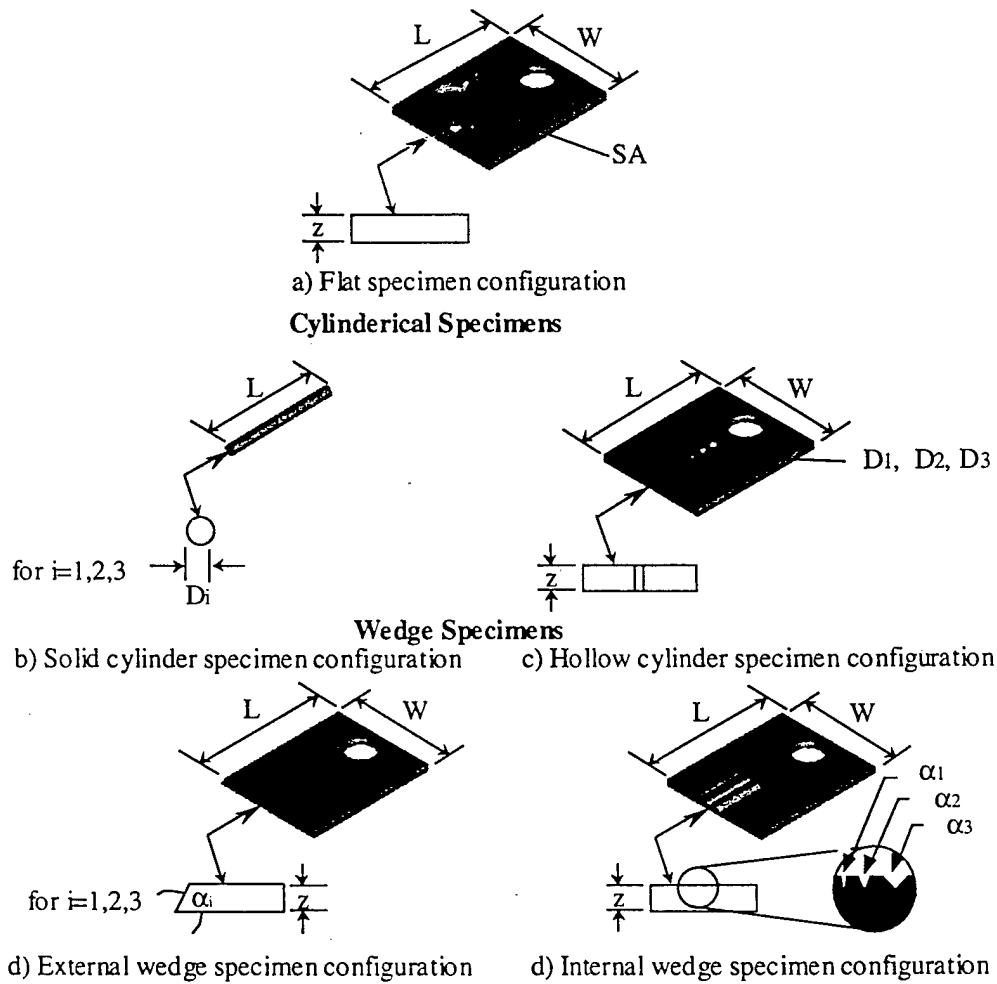 L
W
SA
z
a) Flat specimen configuration
Cylinderical Specimens
L
for i=1,2,3
Di
L
W
D1, D2, D3
z
Wedge Specimens
b) Solid cylinder specimen configuration
c) Hollow cylinder specimen configuration
L
W
for i=1,2,3
αi
z
L
W
α1
α2
α3
z
d) External wedge specimen configuration
d) Internal wedge specimen configuration